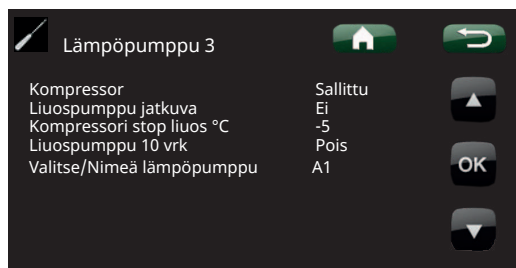 Lämpöpumppu 3
Kompressor Sallittu
Liuospumppu jatkuva Ei
Kompressori stop liuos °C -5
Liuospumppu 10 vrk Pois
Valitse/Nimeä lämpöpumppu A1
OK